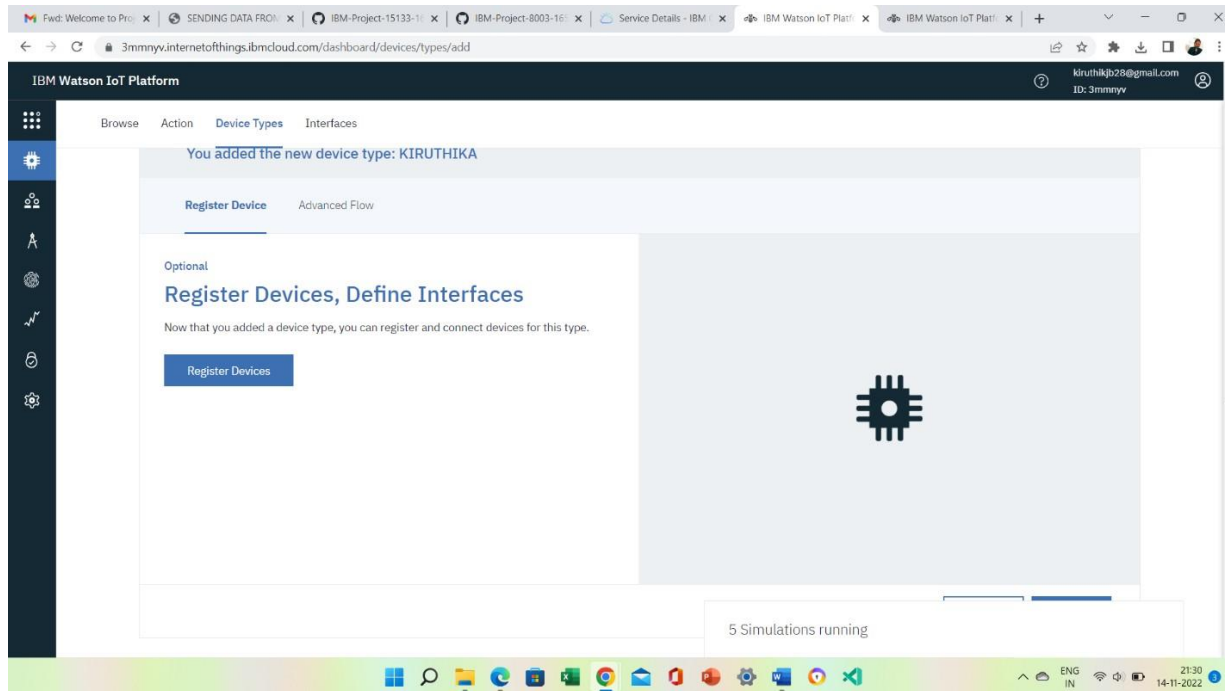 Fwd: Welcome to Proj
SENDING DATA FROM
IBM-Project-15133-16
IBM-Project-8003-165
Service Details - IBM
IBM Watson IoT Platf
IBM Watson IoT Platf
3mmnyv.internetofthings.ibmcloud.com/dashboard/devices/types/add
IBM Watson IoT Platform
kiruthikjb28@gmail.com
ID: 3mmnyv
Browse Action Device Types Interfaces
You added the new device type: KIRUTHIKA
Register Device Advanced Flow
Optional
Register Devices, Define Interfaces
Now that you added a device type, you can register and connect devices for this type.
Register Devices
5 Simulations running
ENG
IN
21:30
14-11-2022
3